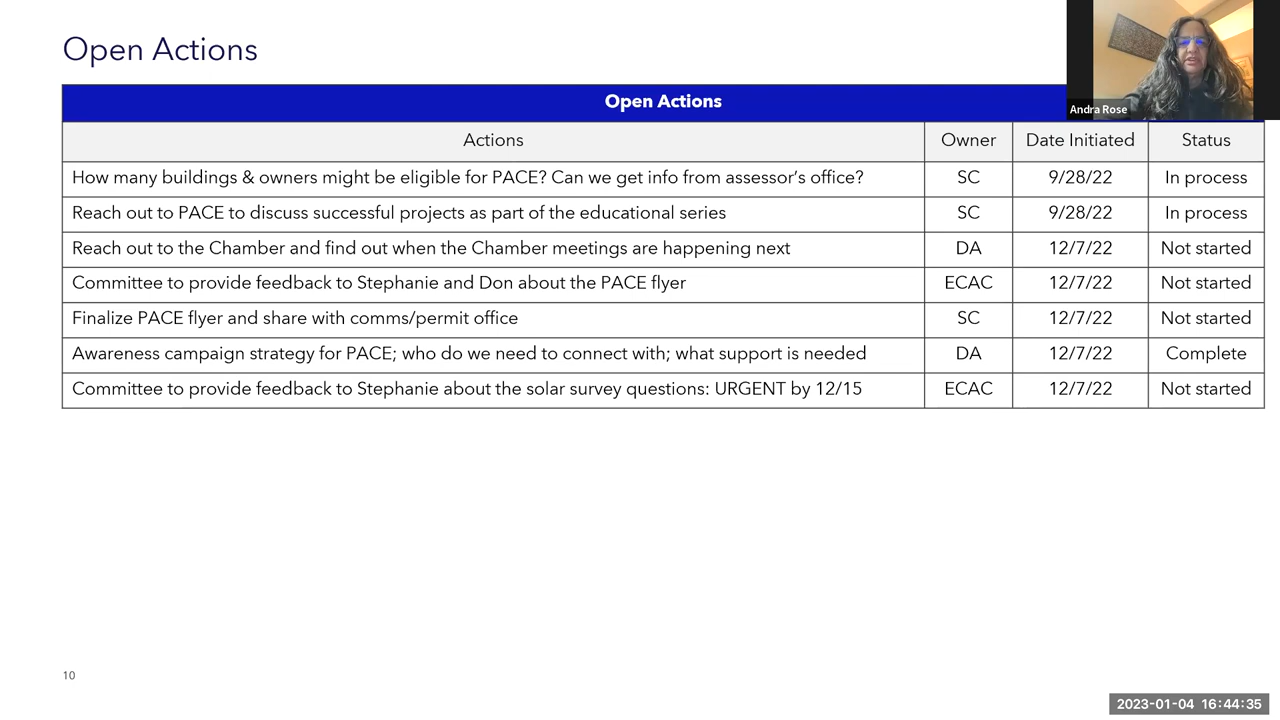 Open Actions
Andra Rose
Open Actions
Actions Owner Date Initiated Status
How many buildings & owners might be eligible for PACE? Can we get info from assessor’s office? SC 9/28/22 In process
Reach out to PACE to discuss successful projects as part of the educational series SC 9/28/22 In process
Reach out to the Chamber and find out when the Chamber meetings are happening next DA 12/7/22 Not started
Committee to provide feedback to Stephanie and Don about the PACE flyer ECAC 12/7/22 Not started
Finalize PACE flyer and share with comms/permit office SC 12/7/22 Not started
Awareness campaign strategy for PACE; who do we need to connect with; what support is needed DA 12/7/22 Complete
Committee to provide feedback to Stephanie about the solar survey questions: URGENT by 12/15 ECAC 12/7/22 Not started
10
2023-01-04 16:44:35